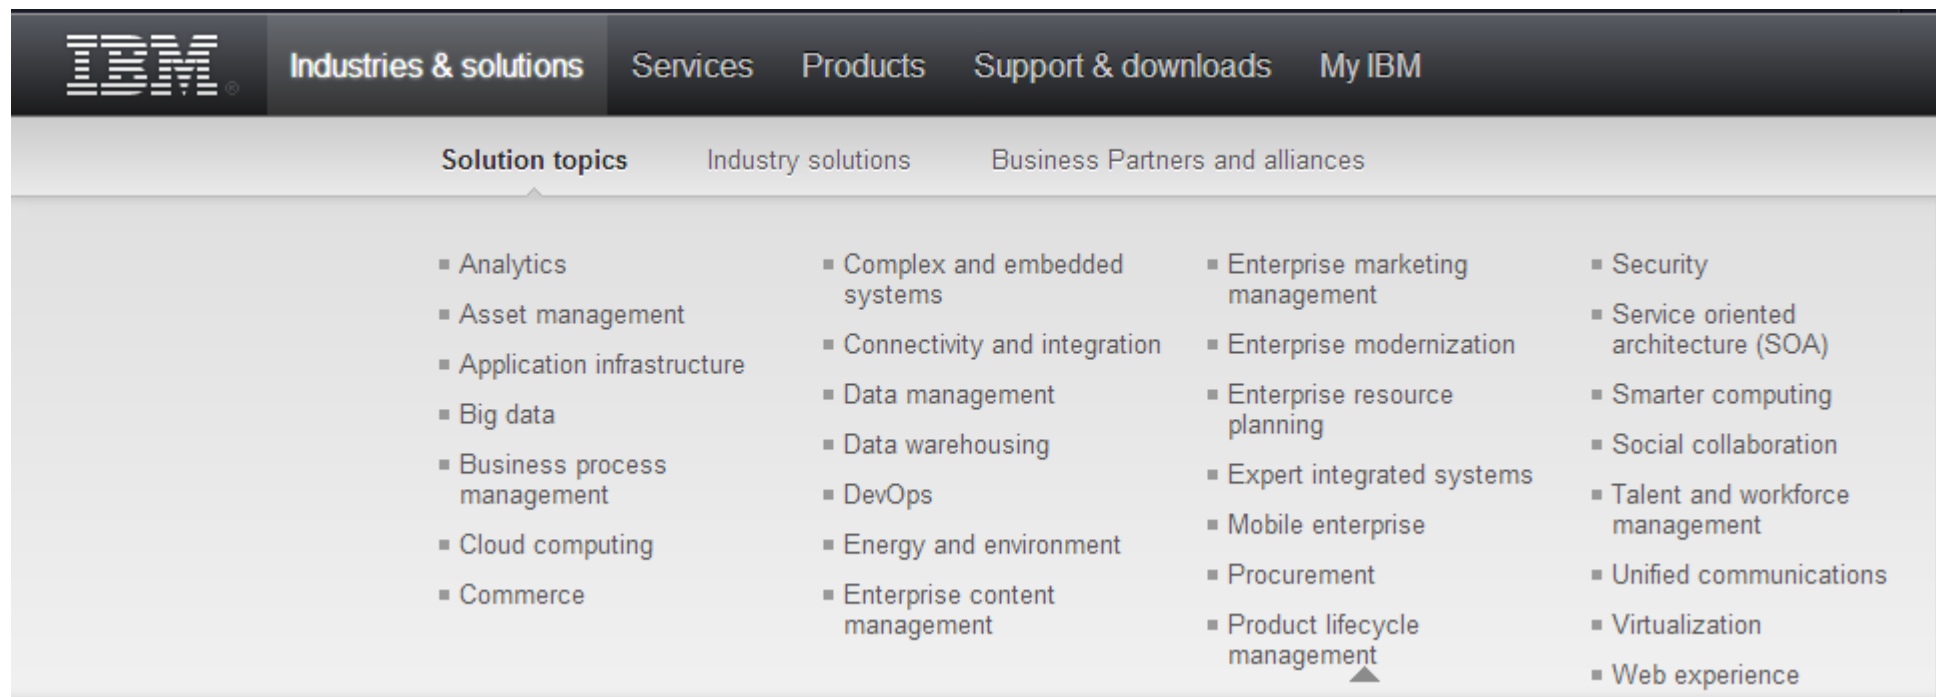 IBM®
Industries & solutions
Services
Products
Support & downloads
My IBM
Solution topics
Industry solutions
Business Partners and alliances
Analytics
Asset management
Application infrastructure
Big data
Business process
management
Cloud computing
Commerce
Complex and embedded
systems
Connectivity and integration
Data management
Data warehousing
DevOps
Energy and environment
Enterprise content
management
Enterprise marketing
management
Enterprise modernization
Enterprise resource
planning
Expert integrated systems
Mobile enterprise
Procurement
Product lifecycle
management
Security
Service oriented
architecture (SOA)
Smarter computing
Social collaboration
Talent and workforce
management
Unified communications
Virtualization
Web experience